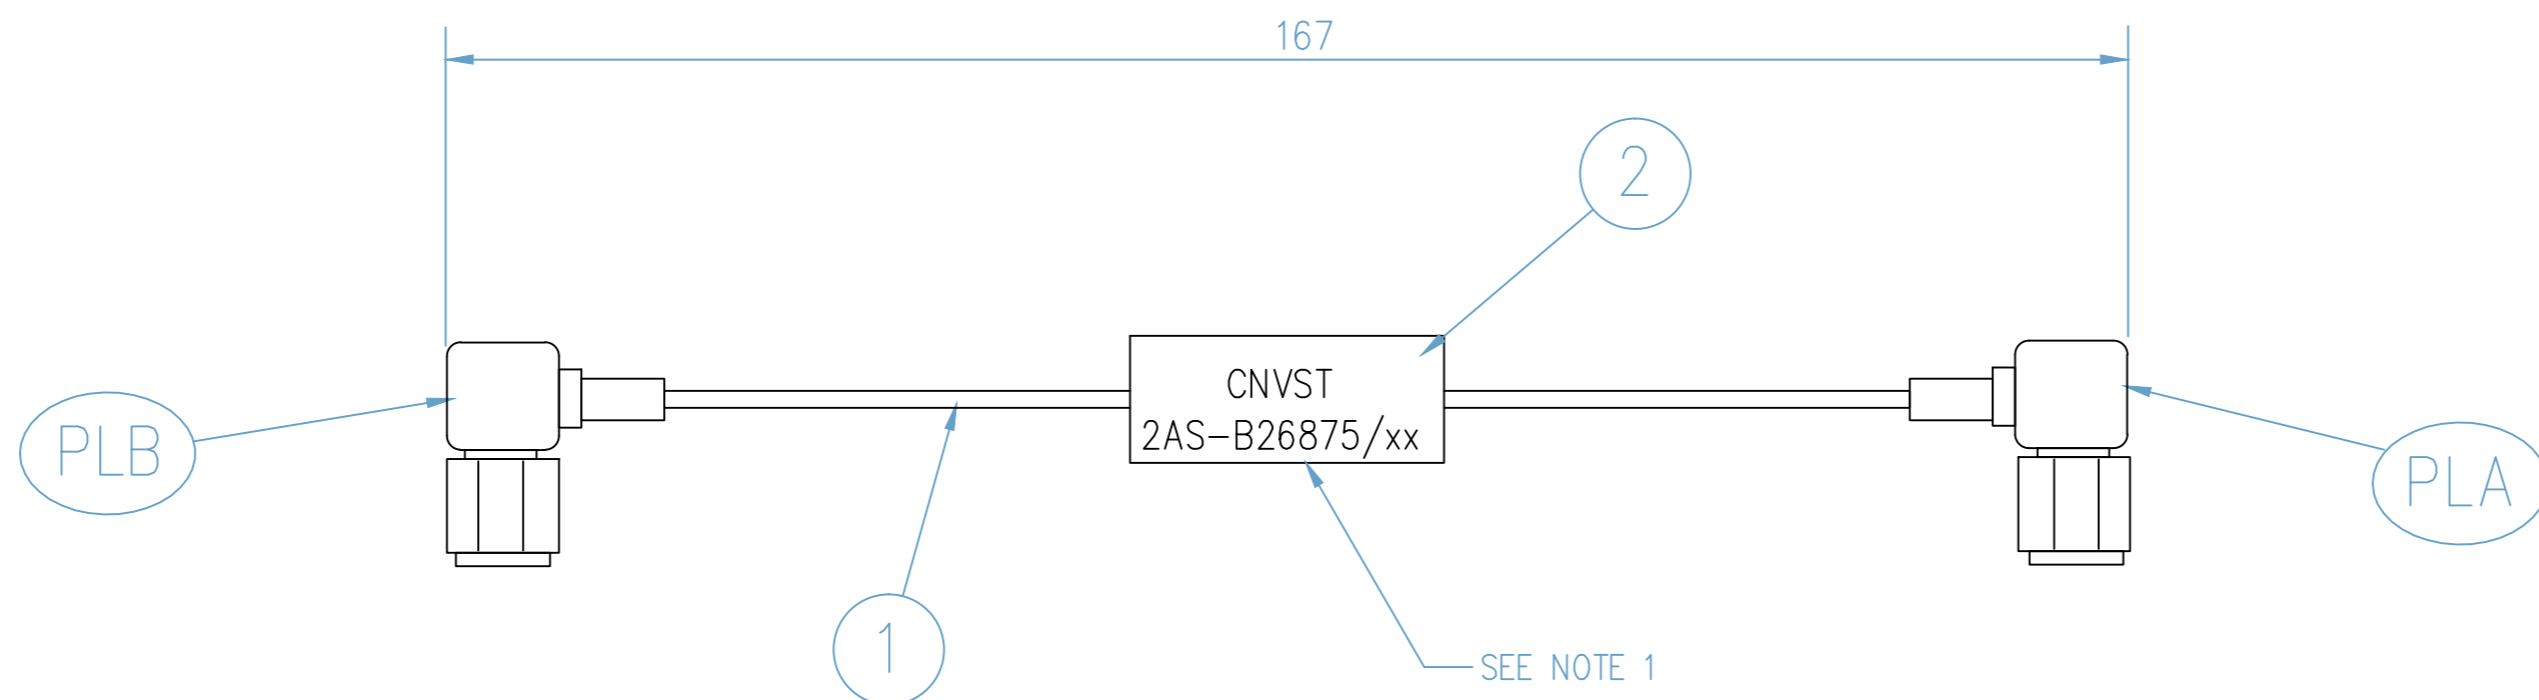 167
2
CNVST
2AS-B26875/xx
PLB
PLA
1
SEE NOTE 1